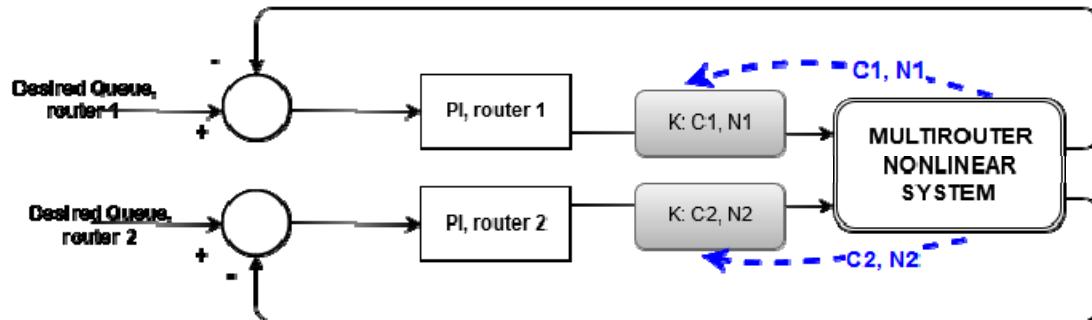 -
C1, N1
Desired Queue,
router 1
+
PI, router 1
K: C1, N1
MULTIROUTER
NONLINEAR
SYSTEM
Desired Queue,
router 2
+
-
PI, router 2
K: C2, N2
C2, N2